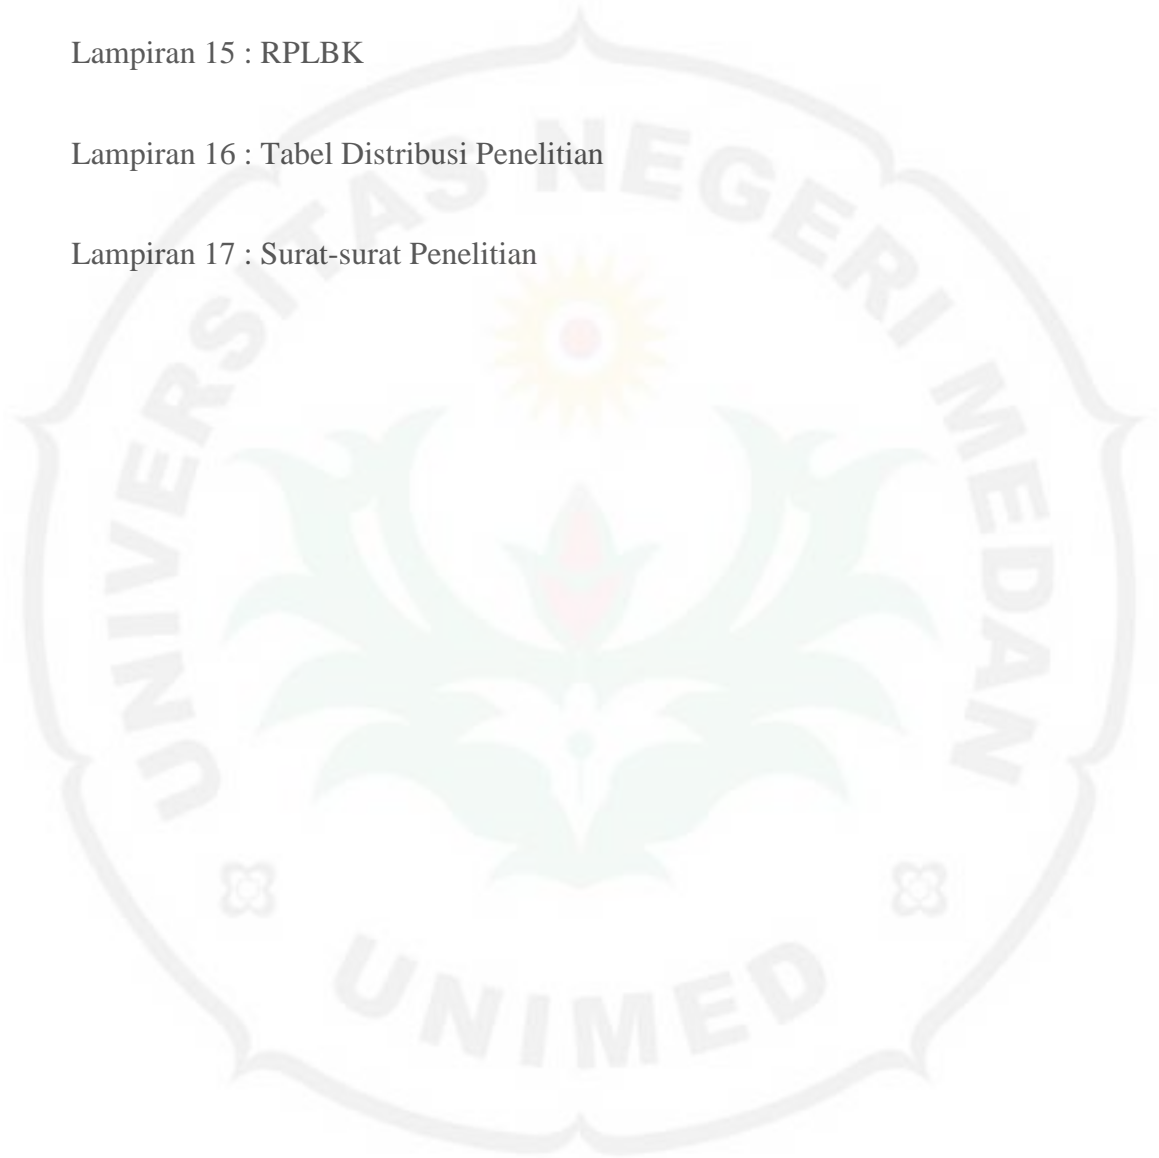 Lampiran 15 : RPLBK
Lampiran 16 : Tabel Distribusi Penelitian
Lampiran 17 : Surat-surat Penelitian
UNIVERSITAS NEGERI MEDAN
UNIMED